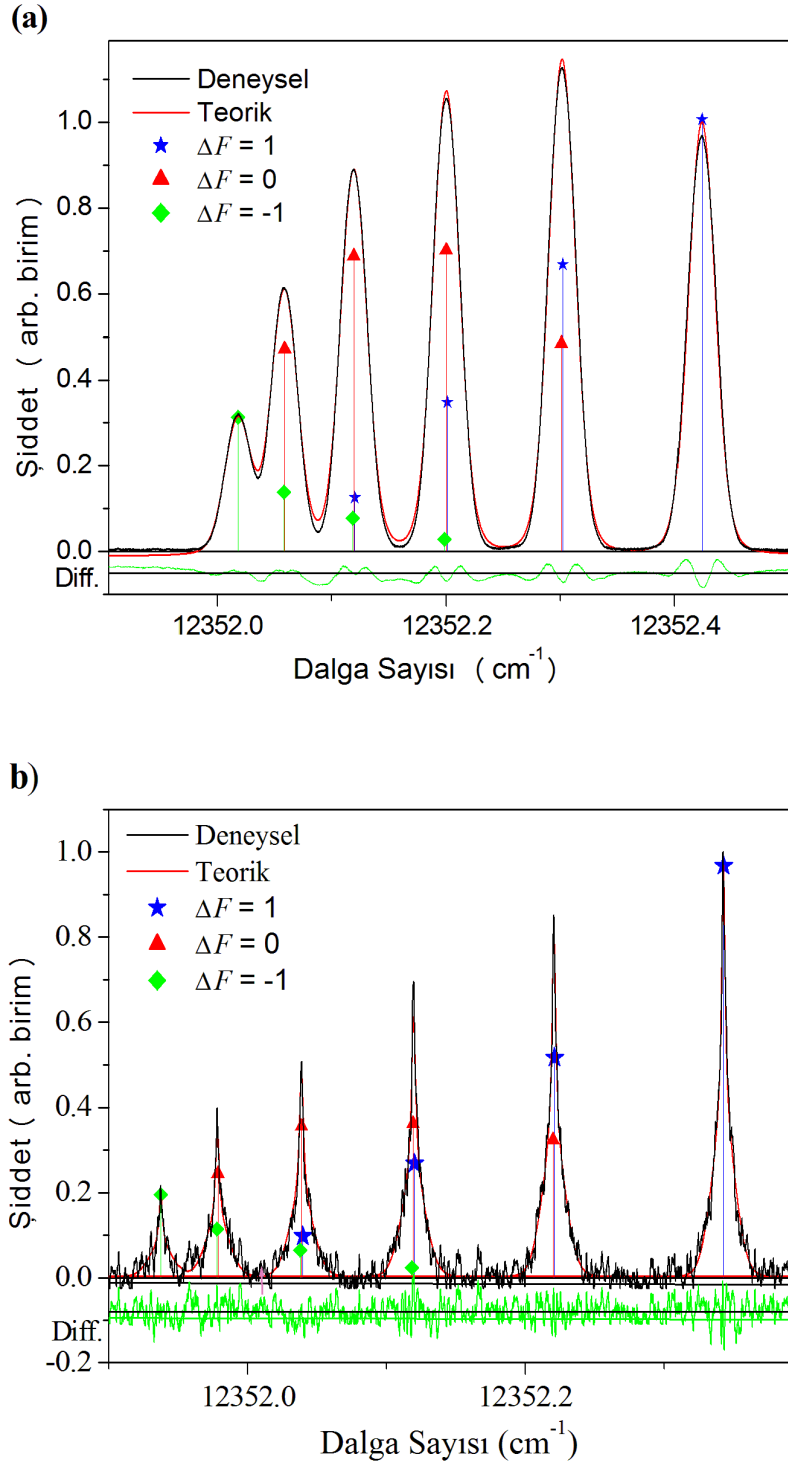 (a)
Deneysel
Teorik
ΔF = 1
ΔF = 0
ΔF = -1
1.0
0.8
0.6
0.4
0.2
0.0
Diff.
Şiddet ( arb. birim )
12352.0
12352.2
12352.4
Dalga Sayısı ( cm-1)
b)
Deneysel
Teorik
ΔF = 1
ΔF = 0
ΔF = -1
1.0
0.8
0.6
0.4
0.2
0.0
Diff.
-0.2
Şiddet ( arb. birim )
12352.0
12352.2
Dalga Sayısı (cm-1)